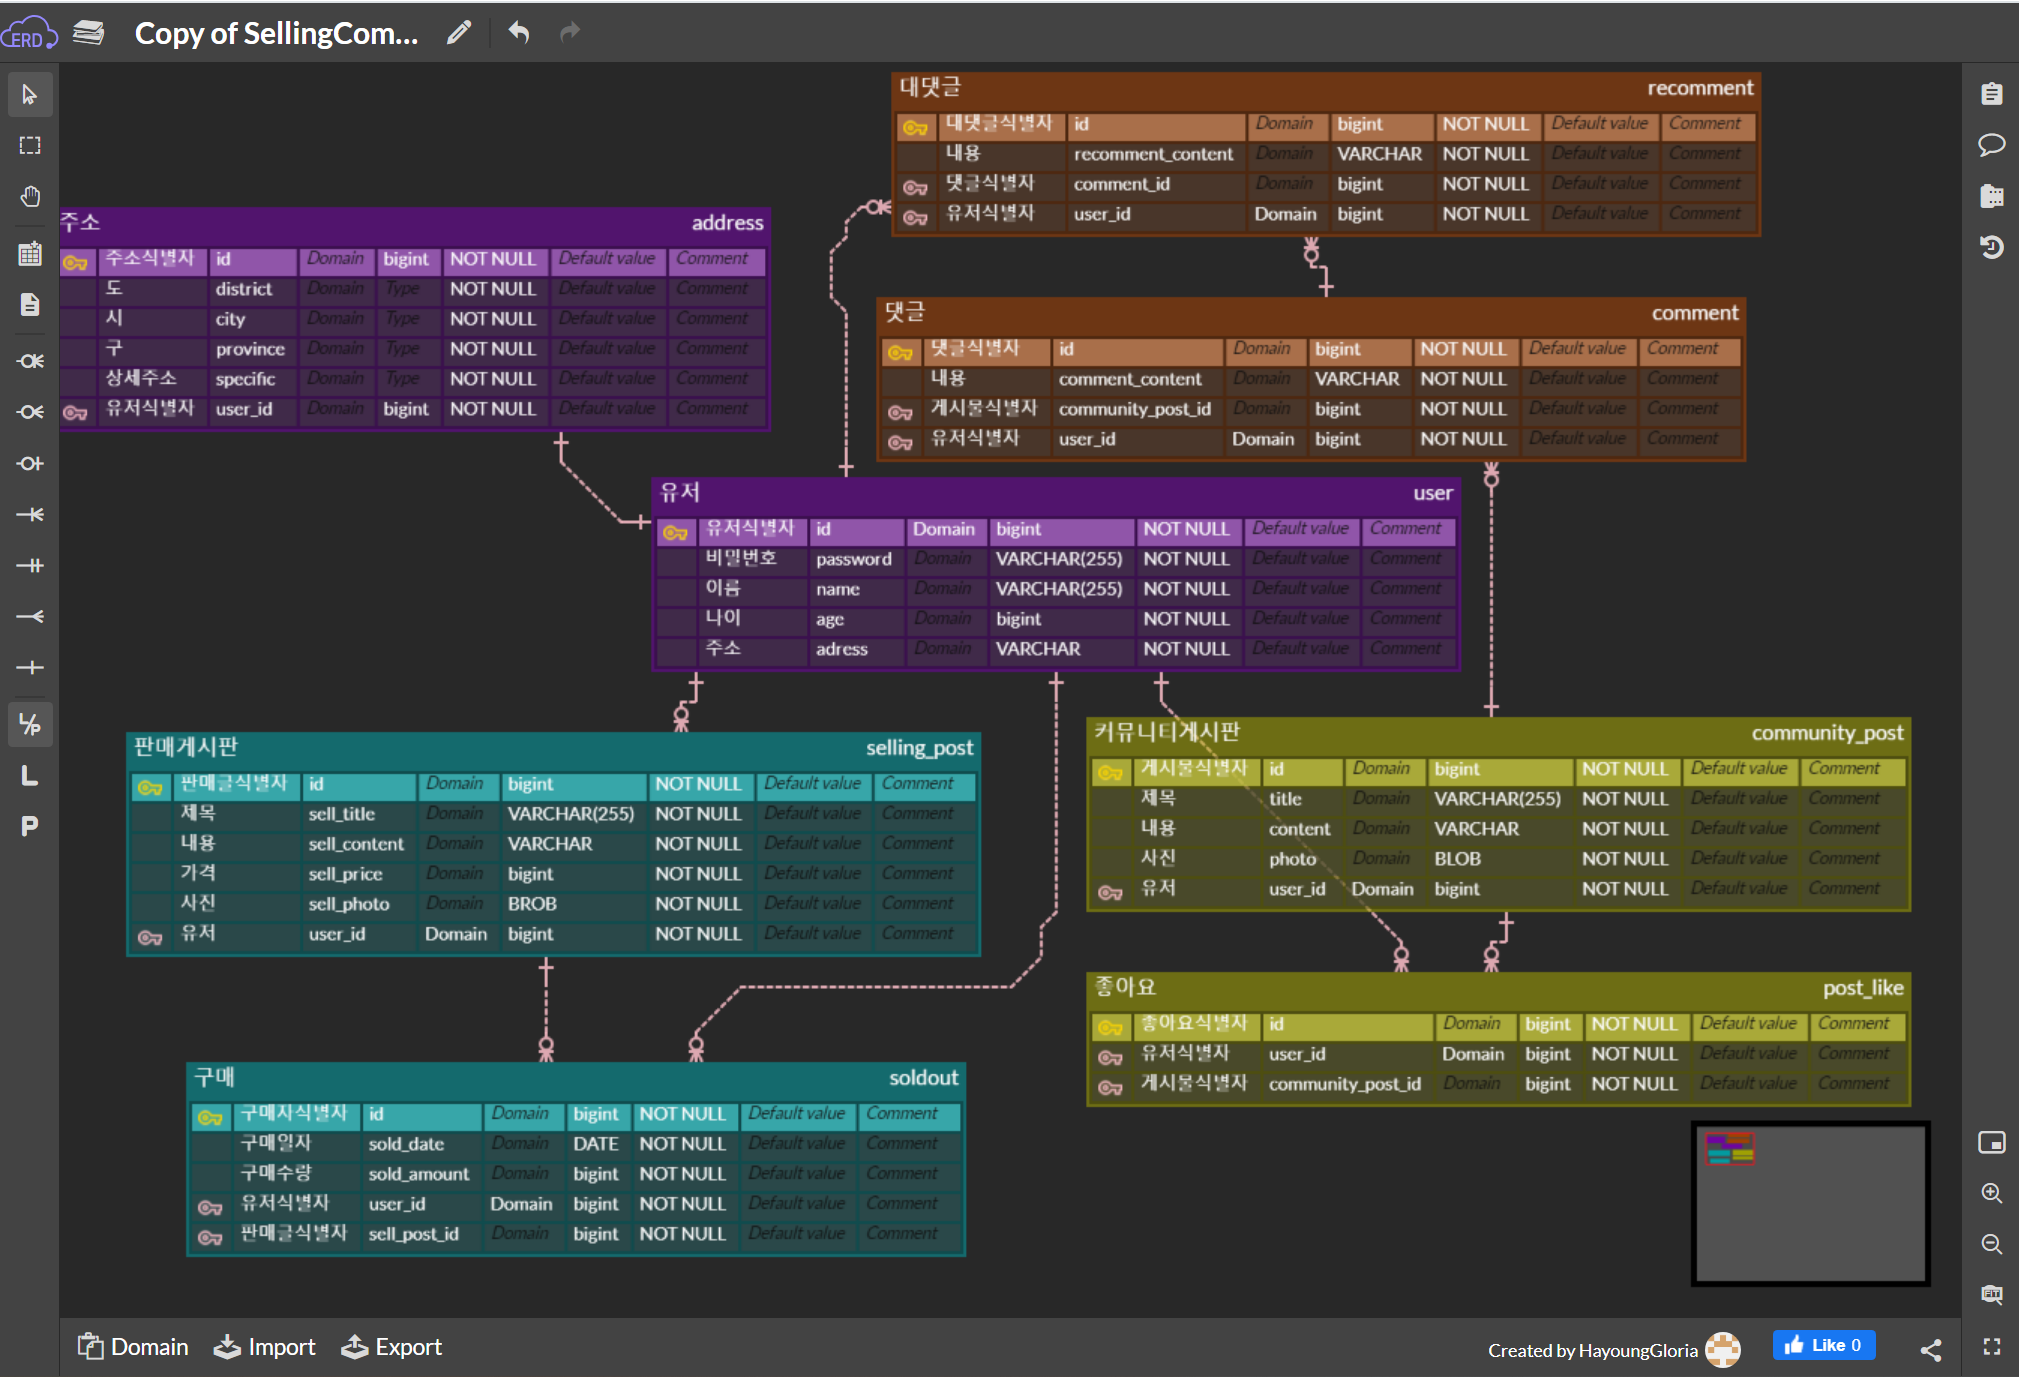 ERD
Copy of SellingCom...
대댓글 recomment
대댓글식별자 id Domain bigint NOT NULL Default value Comment
내용 recomment_content Domain VARCHAR NOT NULL Default value Comment
댓글식별자 comment_id Domain bigint NOT NULL Default value Comment
유저식별자 user_id Domain bigint NOT NULL Default value Comment
주소 address
주소식별자 id Domain bigint NOT NULL Default value Comment
도 district Domain Type NOT NULL Default value Comment
시 city Domain Type NOT NULL Default value Comment
구 province Domain Type NOT NULL Default value Comment
상세주소 specific Domain Type NOT NULL Default value Comment
유저식별자 user_id Domain bigint NOT NULL Default value Comment
댓글 comment
댓글식별자 id Domain bigint NOT NULL Default value Comment
내용 comment_content Domain VARCHAR NOT NULL Default value Comment
게시물식별자 community_post_id Domain bigint NOT NULL Default value Comment
유저식별자 user_id Domain bigint NOT NULL Default value Comment
유저 user
유저식별자 id Domain bigint NOT NULL Default value Comment
비밀번호 password Domain VARCHAR(255) NOT NULL Default value Comment
이름 name Domain VARCHAR(255) NOT NULL Default value Comment
나이 age Domain bigint NOT NULL Default value Comment
주소 adress Domain VARCHAR NOT NULL Default value Comment
판매게시판 selling_post
판매글식별자 id Domain bigint NOT NULL Default value Comment
제목 sell_title Domain VARCHAR(255) NOT NULL Default value Comment
내용 sell_content Domain VARCHAR NOT NULL Default value Comment
가격 sell_price Domain bigint NOT NULL Default value Comment
사진 sell_photo Domain BROB NOT NULL Default value Comment
유저 user_id Domain bigint NOT NULL Default value Comment
커뮤니티게시판 community_post
게시물식별자 id Domain bigint NOT NULL Default value Comment
제목 title Domain VARCHAR(255) NOT NULL Default value Comment
내용 content Domain VARCHAR NOT NULL Default value Comment
사진 photo Domain BLOB NOT NULL Default value Comment
유저 user_id Domain bigint NOT NULL Default value Comment
좋아요 post_like
좋아요식별자 id Domain bigint NOT NULL Default value Comment
유저식별자 user_id Domain bigint NOT NULL Default value Comment
게시물식별자 community_post_id Domain bigint NOT NULL Default value Comment
구매 soldout
구매자식별자 id Domain bigint NOT NULL Default value Comment
구매일자 sold_date Domain DATE NOT NULL Default value Comment
구매수량 sold_amount Domain bigint NOT NULL Default value Comment
유저식별자 user_id Domain bigint NOT NULL Default value Comment
판매글식별자 sell_post_id Domain bigint NOT NULL Default value Comment
L/P
L
P
FIT
Domain Import Export
Created by HayoungGloria
Like 0